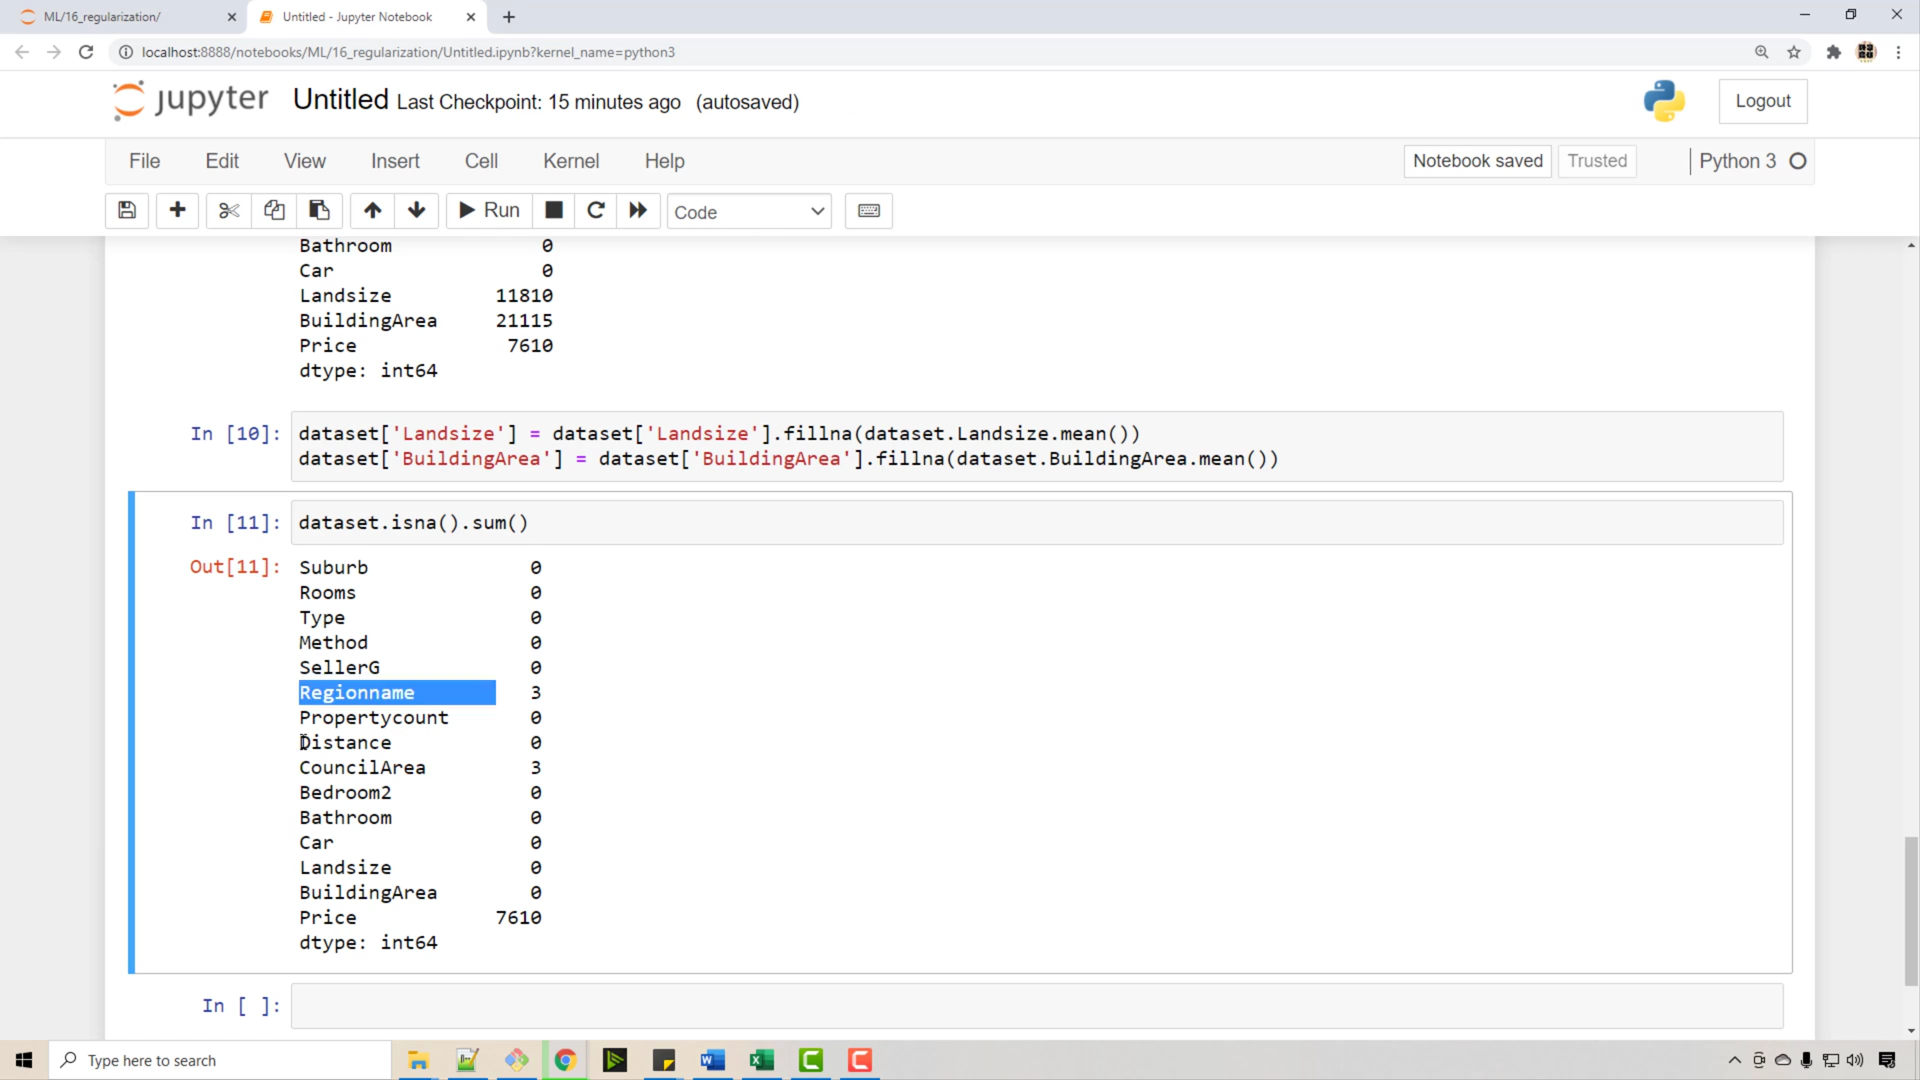 ML/16_regularization/
Untitled - Jupyter Notebook
localhost:8888/notebooks/ML/16_regularization/Untitled.ipynb?kernel_name=python3
jupyter Untitled Last Checkpoint: 15 minutes ago (autosaved)
Logout
File Edit View Insert Cell Kernel Help
Notebook saved Trusted Python 3
Run Code
Bathroom 0
Car 0
Landsize 11810
BuildingArea 21115
Price 7610
dtype: int64
In [10]: dataset['Landsize'] = dataset['Landsize'].fillna(dataset.Landsize.mean())
dataset['BuildingArea'] = dataset['BuildingArea'].fillna(dataset.BuildingArea.mean())
In [11]: dataset.isna().sum()
Out[11]: Suburb 0
Rooms 0
Type 0
Method 0
SellerG 0
Regionname 3
Propertycount 0
Distance 0
CouncilArea 3
Bedroom2 0
Bathroom 0
Car 0
Landsize 0
BuildingArea 0
Price 7610
dtype: int64
In [ ]:
Type here to search